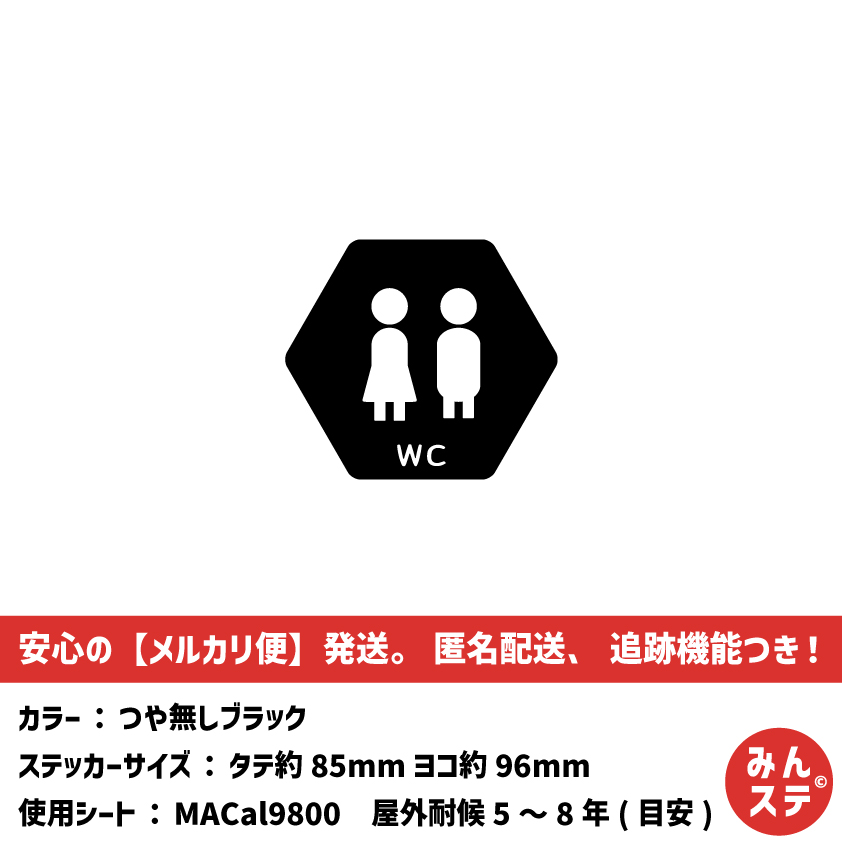 WC
安心の【メルカリ便】発送。 匿名配送、 追跡機能つき!
カラー : つや無しブラック
ステッカーサイズ : タテ約 85mm ヨコ約 96mm
使用シート : MACal9800　屋外耐候 5 〜 8 年 ( 目安 )
みん
ステ
©